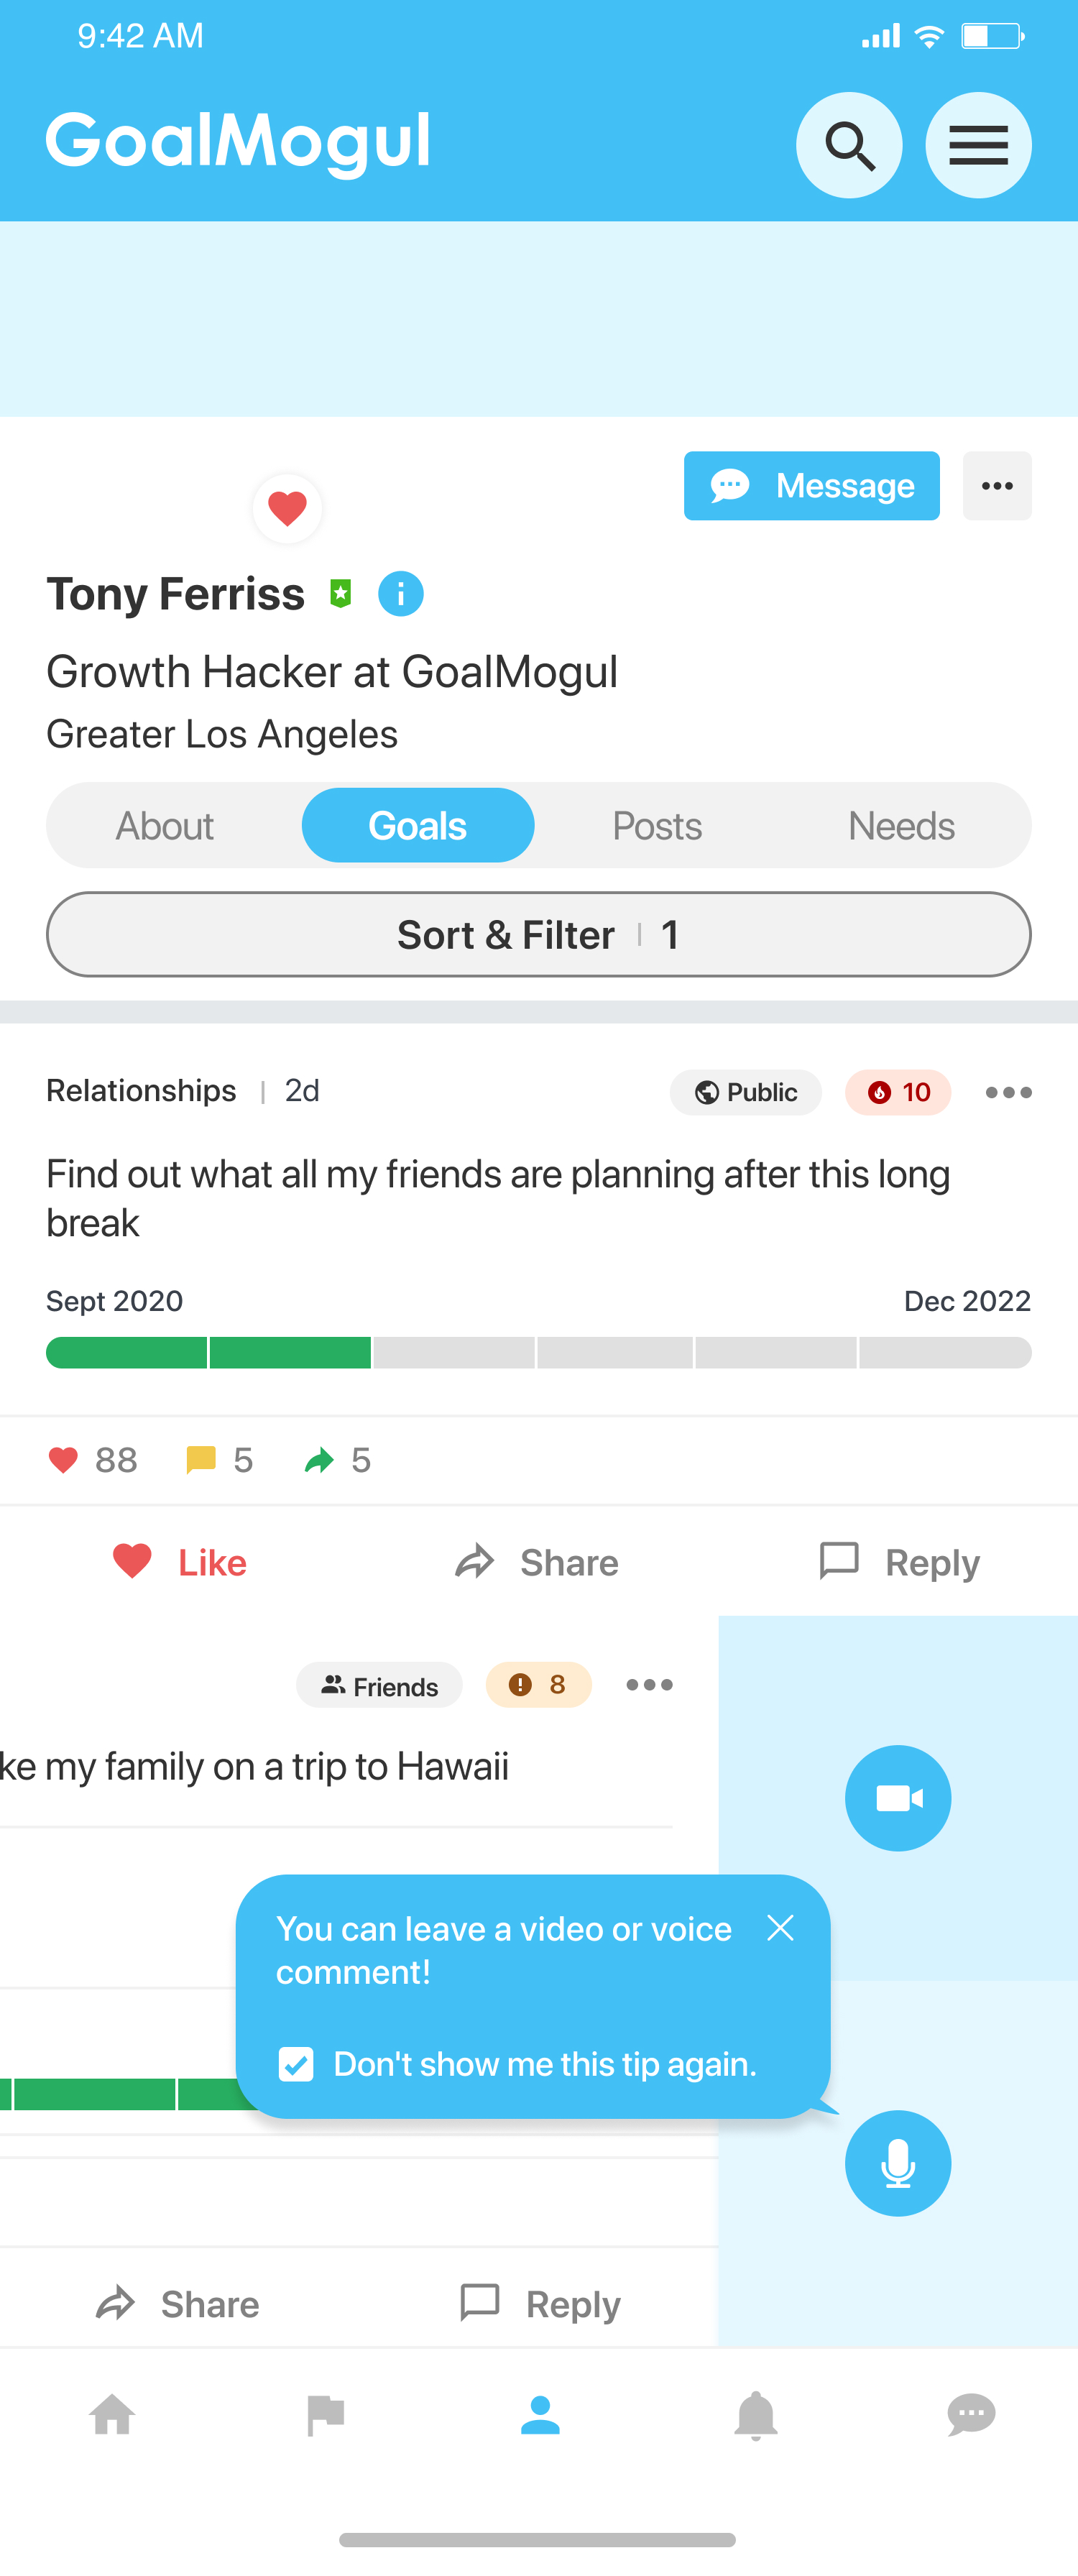 9:42 AM
GoalMogul
Message
Tony Ferriss
Growth Hacker at GoalMogul
Greater Los Angeles
About Goals Posts Needs
Sort & Filter | 1
Relationships | 2d Public 10
Find out what all my friends are planning after this long
break
Sept 2020 Dec 2022
88 5 5
Like Share Reply
Friends 8
ke my family on a trip to Hawaii
You can leave a video or voice
comment!
Don't show me this tip again.
Share Reply